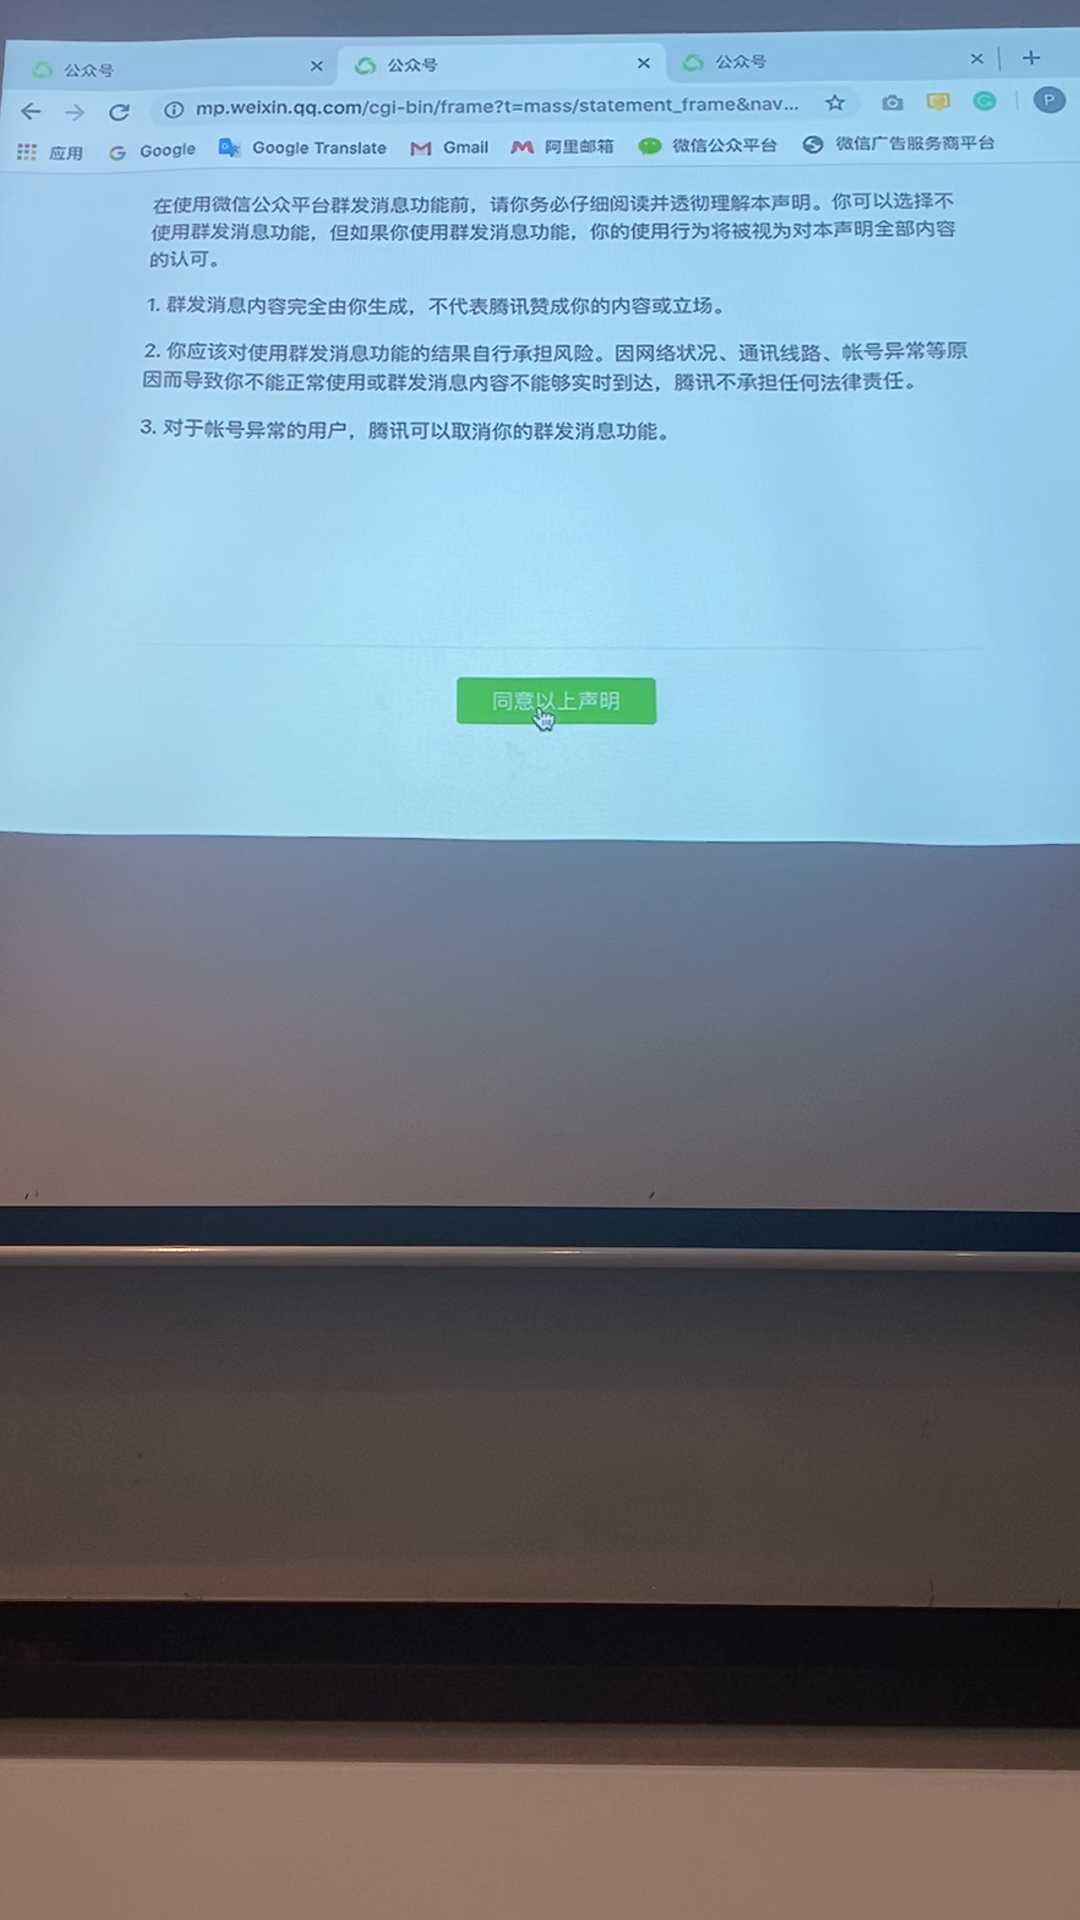 公众号
公众号
公众号
mp.weixin.qq.com/cgi-bin/frame?t=mass/statement_frame&nav...
P
应用
Google
Google Translate
Gmail
阿里邮箱
微信公众平台
微信广告服务商平台
在使用微信公众平台群发消息功能前，请你务必仔细阅读并透彻理解本声明。你可以选择不
使用群发消息功能，但如果你使用群发消息功能，你的使用行为将被视为对本声明全部内容
的认可。
1. 群发消息内容完全由你生成，不代表腾讯赞成你的内容或立场。
2. 你应该对使用群发消息功能的结果自行承担风险。因网络状况、通讯线路、帐号异常等原
因而导致你不能正常使用或群发消息内容不能够实时到达，腾讯不承担任何法律责任。
3. 对于帐号异常的用户，腾讯可以取消你的群发消息功能。
同意以上声明